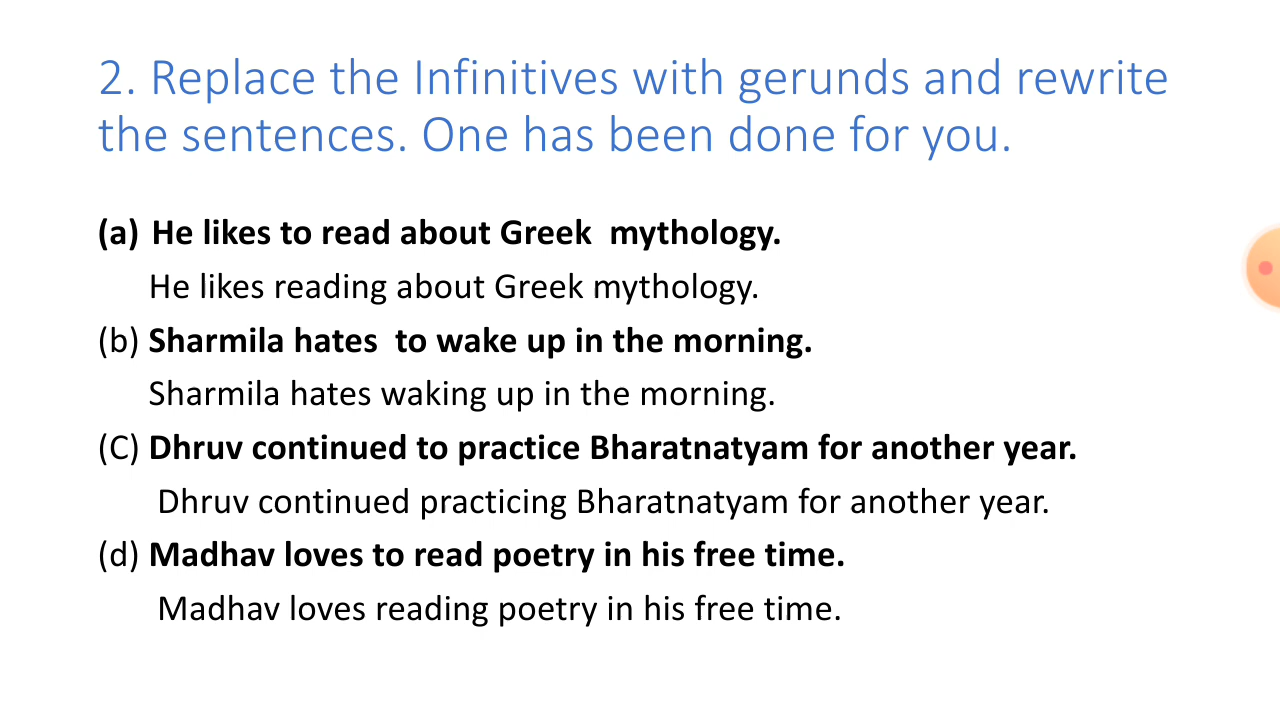 2. Replace the Infinitives with gerunds and rewrite
the sentences. One has been done for you.
(a) He likes to read about Greek  mythology.
He likes reading about Greek mythology.
(b) Sharmila hates  to wake up in the morning.
Sharmila hates waking up in the morning.
(C) Dhruv continued to practice Bharatnatyam for another year.
Dhruv continued practicing Bharatnatyam for another year.
(d) Madhav loves to read poetry in his free time.
Madhav loves reading poetry in his free time.